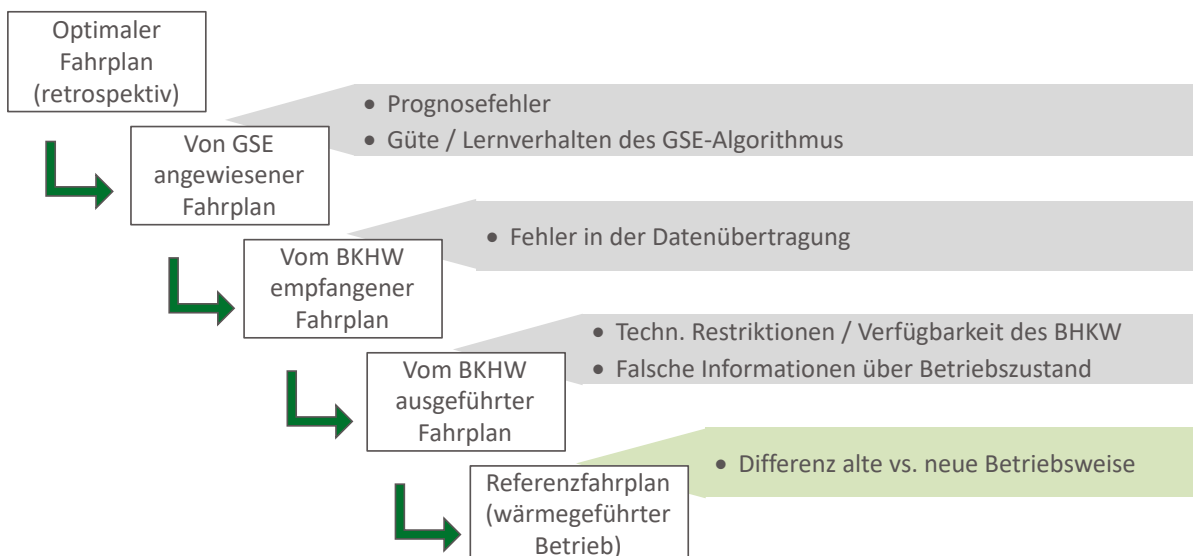 Optimaler
Fahrplan
(retrospektiv)
• Prognosefehler
• Güte / Lernverhalten des GSE-Algorithmus
Von GSE
angewiesener
Fahrplan
• Fehler in der Datenübertragung
Vom BKHW
empfangener
Fahrplan
• Techn. Restriktionen / Verfügbarkeit des BHKW
• Falsche Informationen über Betriebszustand
Vom BKHW
ausgeführter
Fahrplan
• Differenz alte vs. neue Betriebsweise
Referenzfahrplan
(wärmegeführter
Betrieb)